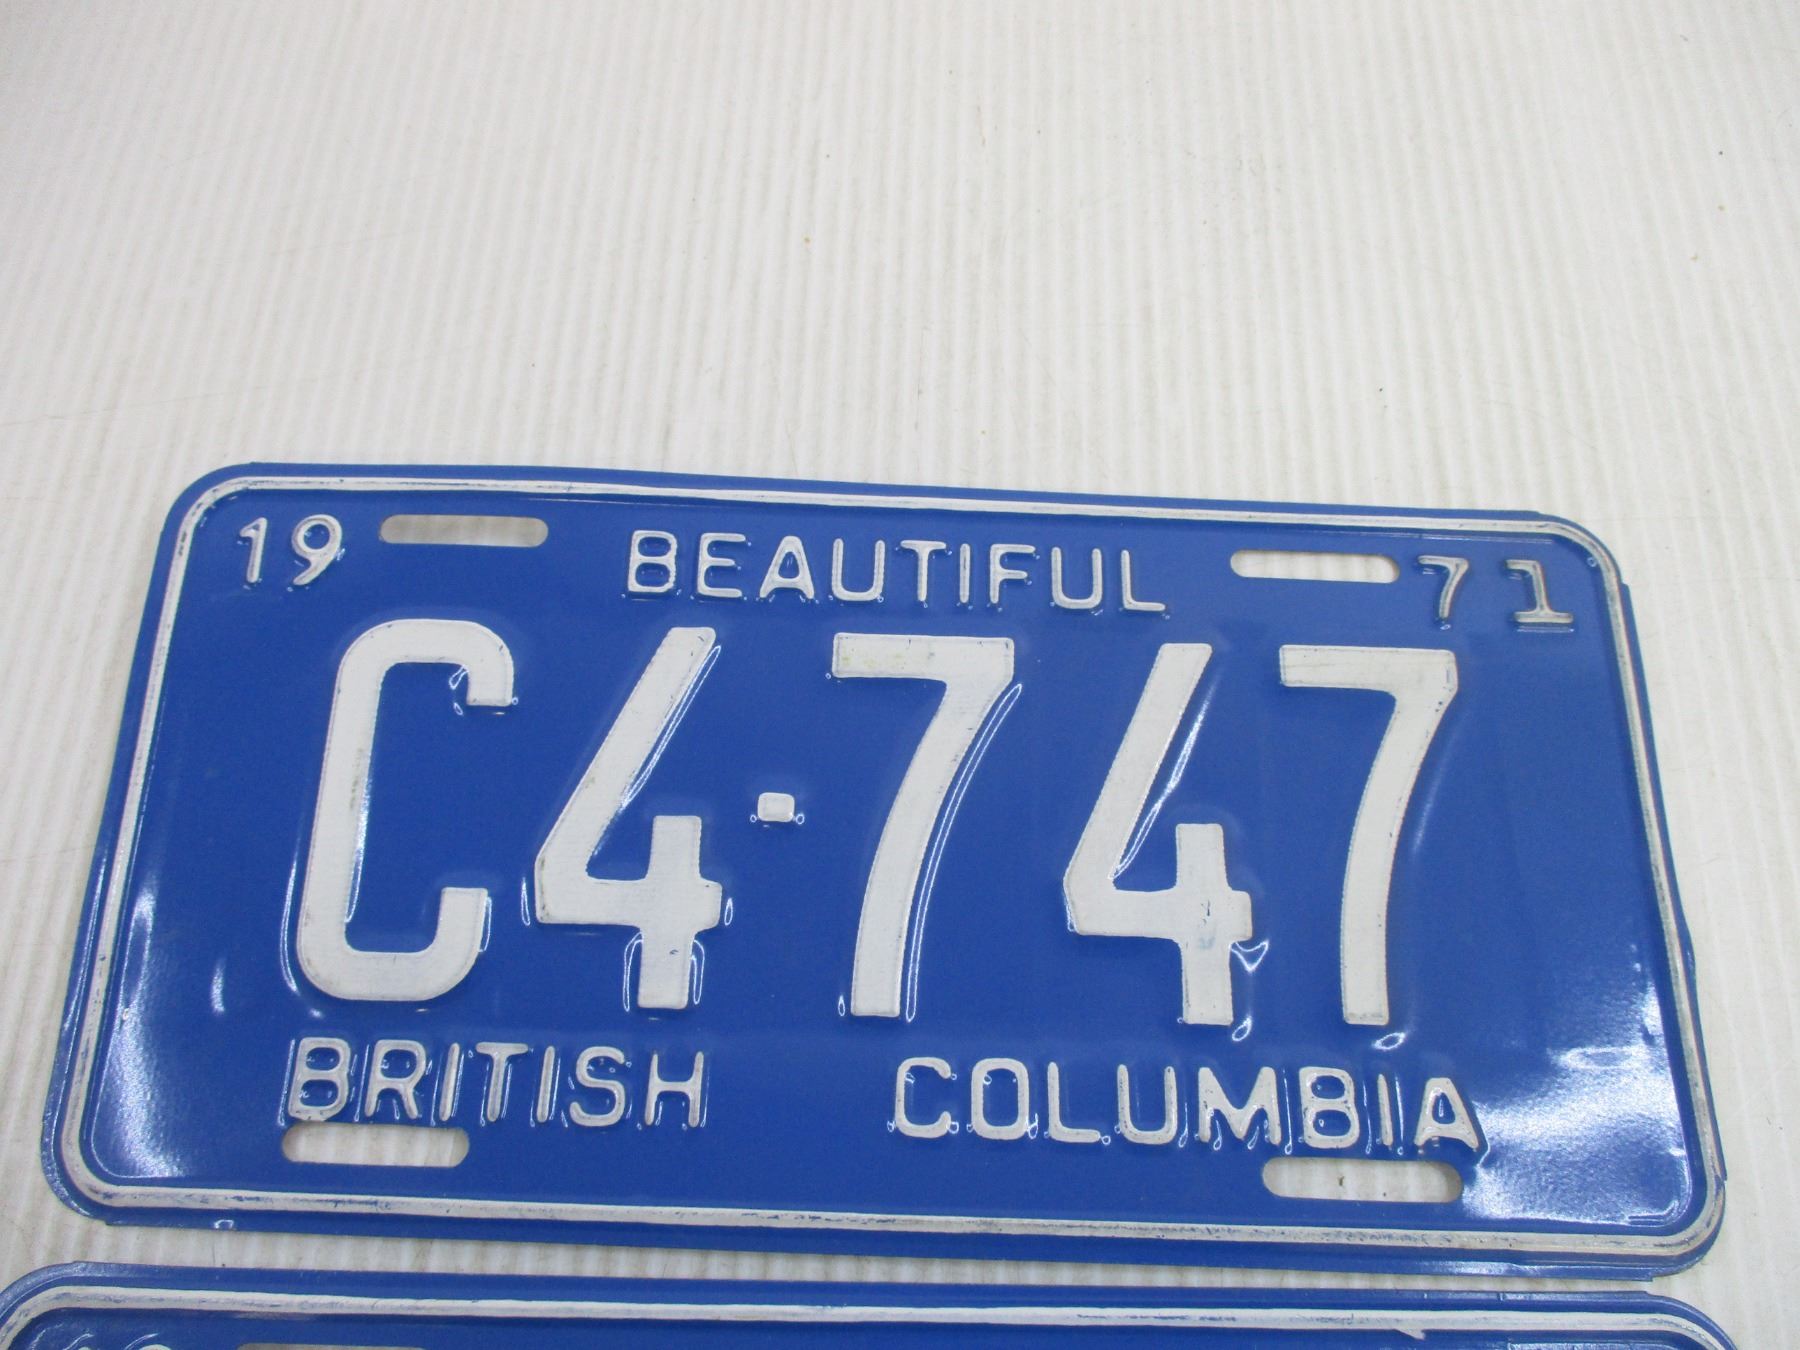 19 BEAUTIFUL 71
C4-747
BRITISH COLUMBIA